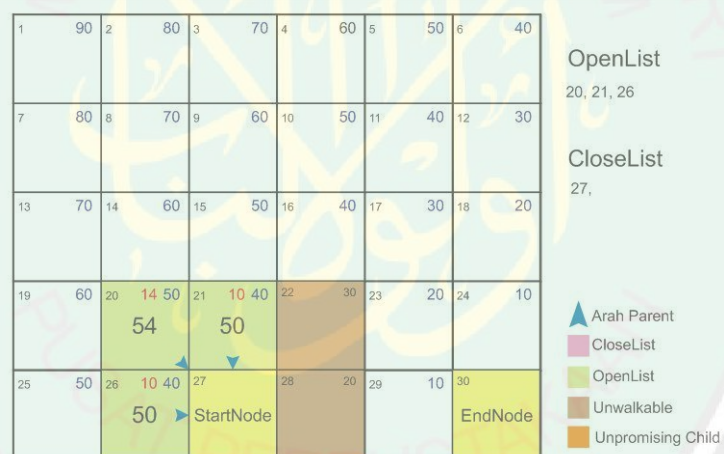 1 90 2 80 3 70 4 60 5 50 6 40
7 80 8 70 9 60 10 50 11 40 12 30
13 70 14 60 15 50 16 40 17 30 18 20
19 60 20 14 50 21 10 40 22 30 23 20 24 10
54 50
25 50 26 10 40 27 28 20 29 10 30
50 StartNode EndNode
OpenList
20, 21, 26
CloseList
27,
Arah Parent
CloseList
OpenList
Unwalkable
Unpromising Child